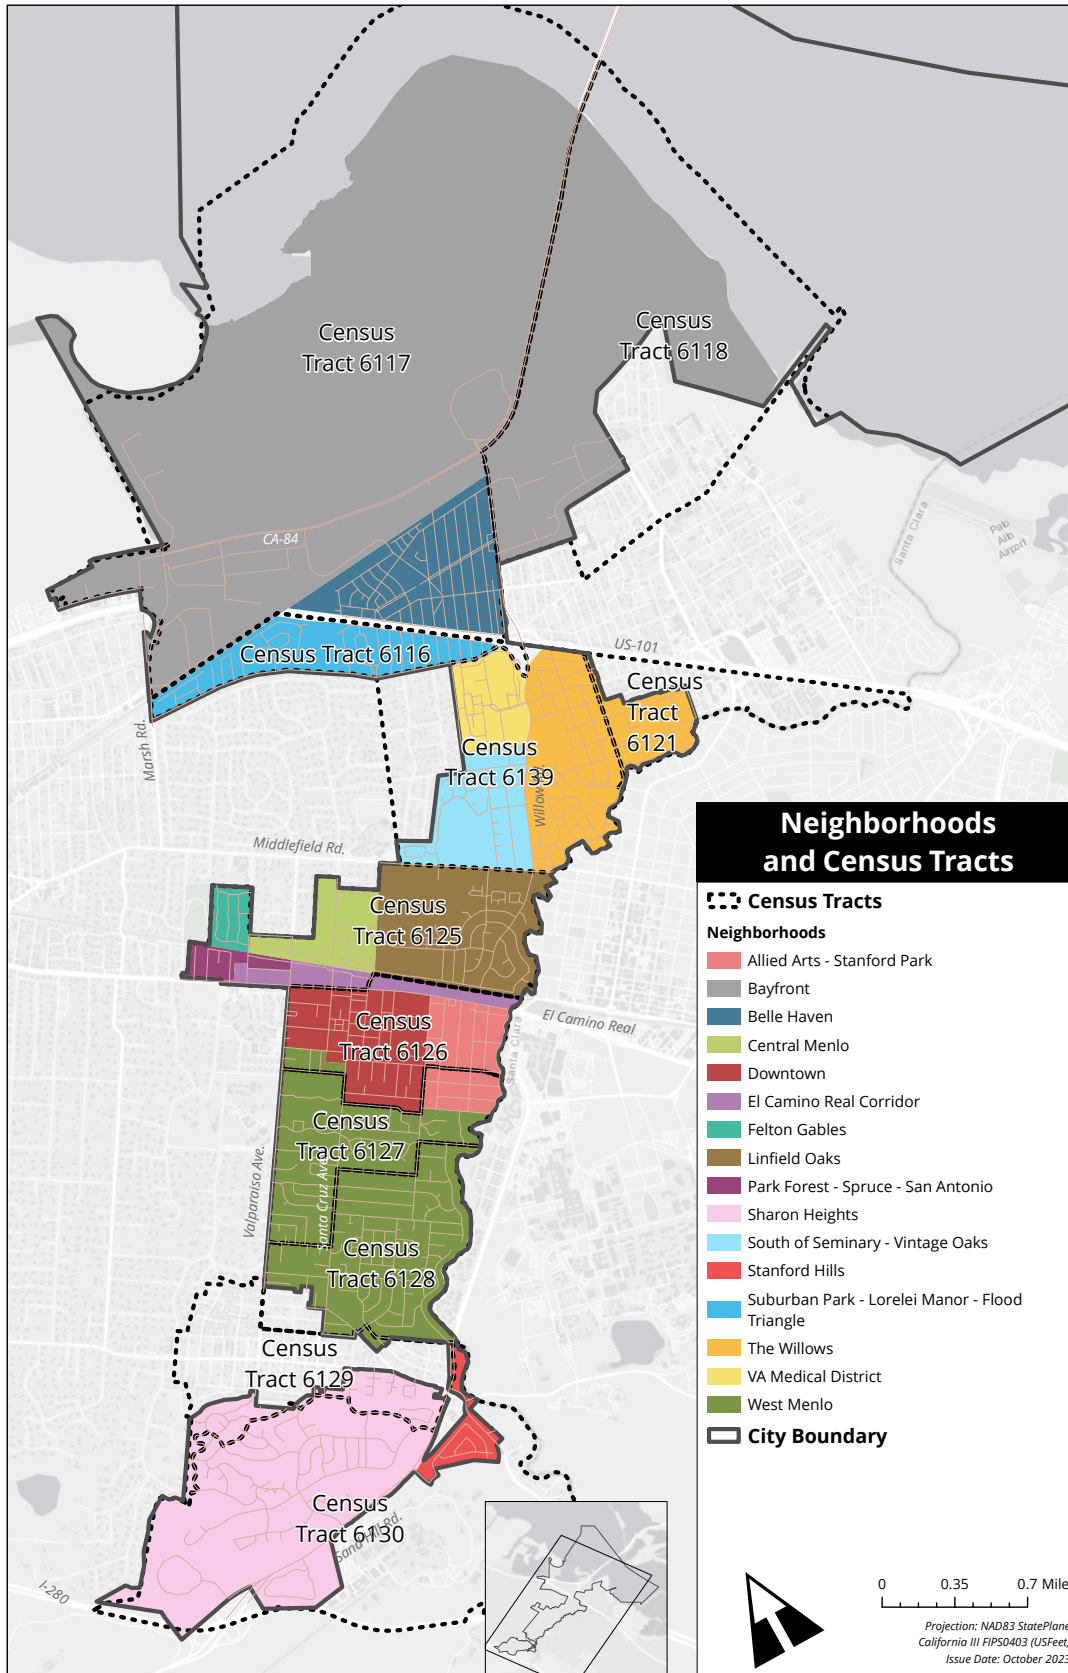 Census
Tract 6117
Census
Tract 6118
CA-84
Santa Clara
Palo
Alto
Airport
US-101
Census Tract 6116
Census
Tract
6121
Marsh Rd.
Census
Tract 6139
Willow Rd.
Middlefield Rd.
Census
Tract 6125
El Camino Real
Santa Clara
Census
Tract 6126
Census
Tract 6127
Valparaiso Ave.
Santa Cruz Ave.
Census
Tract 6128
Census
Tract 6129
Census
Tract 6130
Sand Hill Rd.
I-280
Neighborhoods
and Census Tracts
Census Tracts
Neighborhoods
Allied Arts - Stanford Park
Bayfront
Belle Haven
Central Menlo
Downtown
El Camino Real Corridor
Felton Gables
Linfield Oaks
Park Forest - Spruce - San Antonio
Sharon Heights
South of Seminary - Vintage Oaks
Stanford Hills
Suburban Park - Lorelei Manor - Flood
Triangle
The Willows
VA Medical District
West Menlo
City Boundary
0 0.35 0.7 Mile
Projection: NAD83 StatePlane
California III FIPS0403 (USFeet)
Issue Date: October 2023